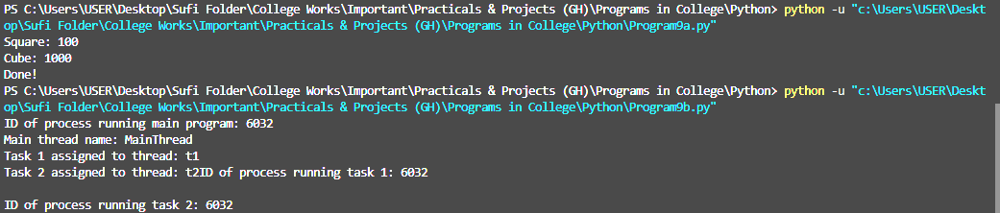 PS C:\Users\USER\Desktop\Sufi Folder\College Works\Important\Practicals & Projects (GH)\Programs in College\Python> python -u "c:\Users\USER\Deskt
op\Sufi Folder\College Works\Important\Practicals & Projects (GH)\Programs in College\Python\Program9a.py"
Square: 100
Cube: 1000
Done!
PS C:\Users\USER\Desktop\Sufi Folder\College Works\Important\Practicals & Projects (GH)\Programs in College\Python> python -u "c:\Users\USER\Deskt
op\Sufi Folder\College Works\Important\Practicals & Projects (GH)\Programs in College\Python\Program9b.py"
ID of process running main program: 6032
Main thread name: MainThread
Task 1 assigned to thread: t1
Task 2 assigned to thread: t2ID of process running task 1: 6032
ID of process running task 2: 6032